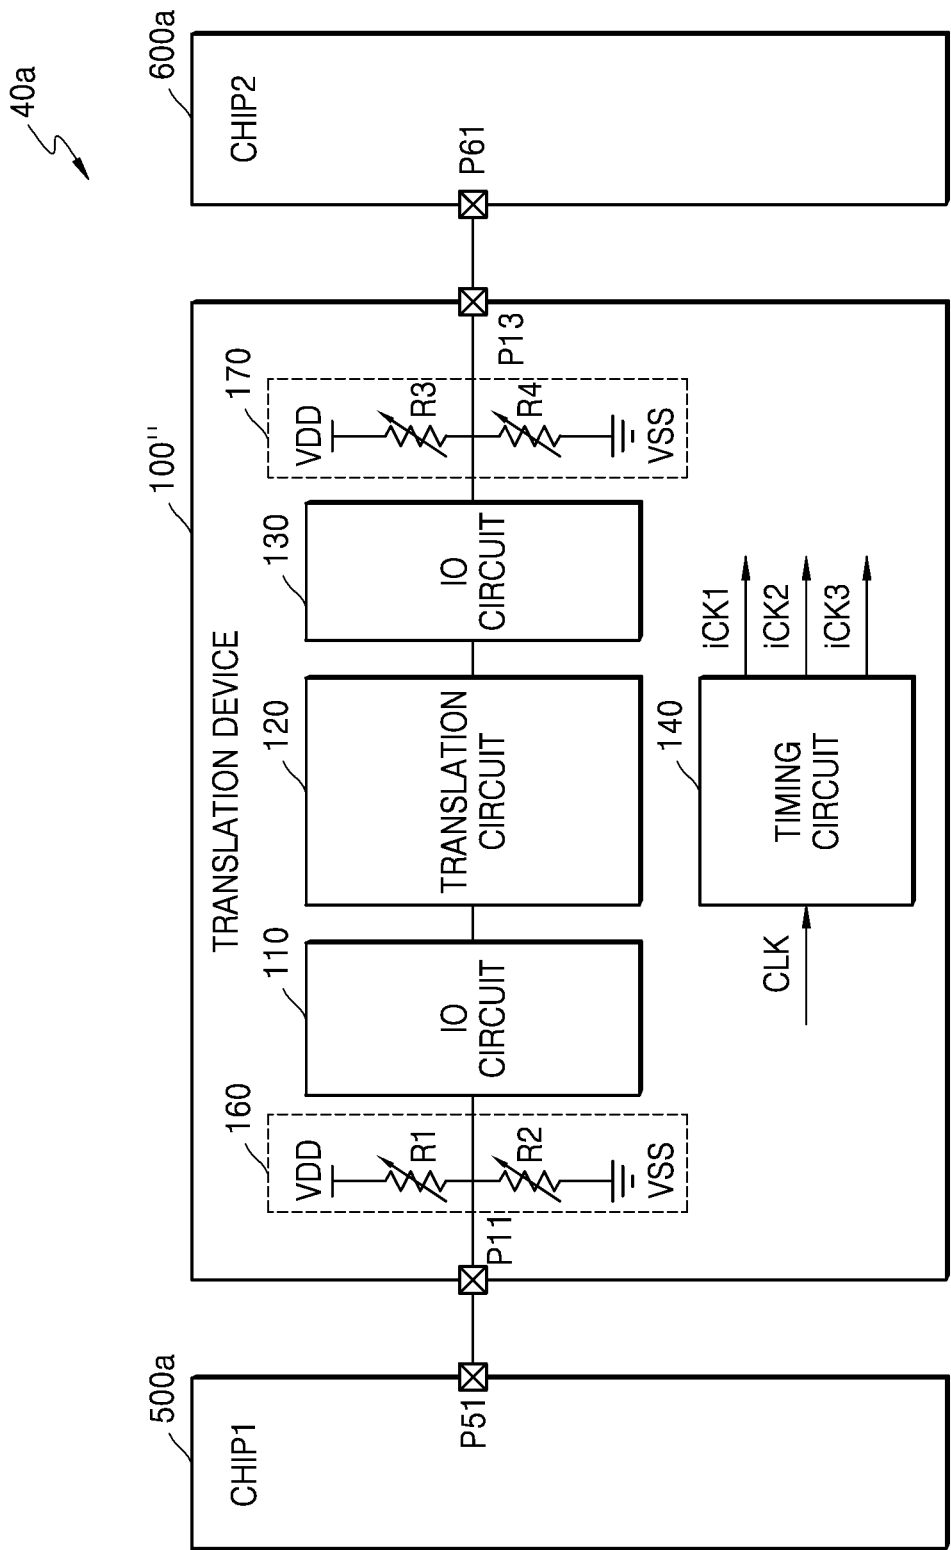 40a
500a
CHIP1
P51
100''
TRANSLATION DEVICE
160
VDD
R1
R2
VSS
P11
110
IO
CIRCUIT
120
TRANSLATION
CIRCUIT
130
IO
CIRCUIT
170
VDD
R3
R4
VSS
P13
CLK
140
TIMING
CIRCUIT
iCK1
iCK2
iCK3
600a
CHIP2
P61